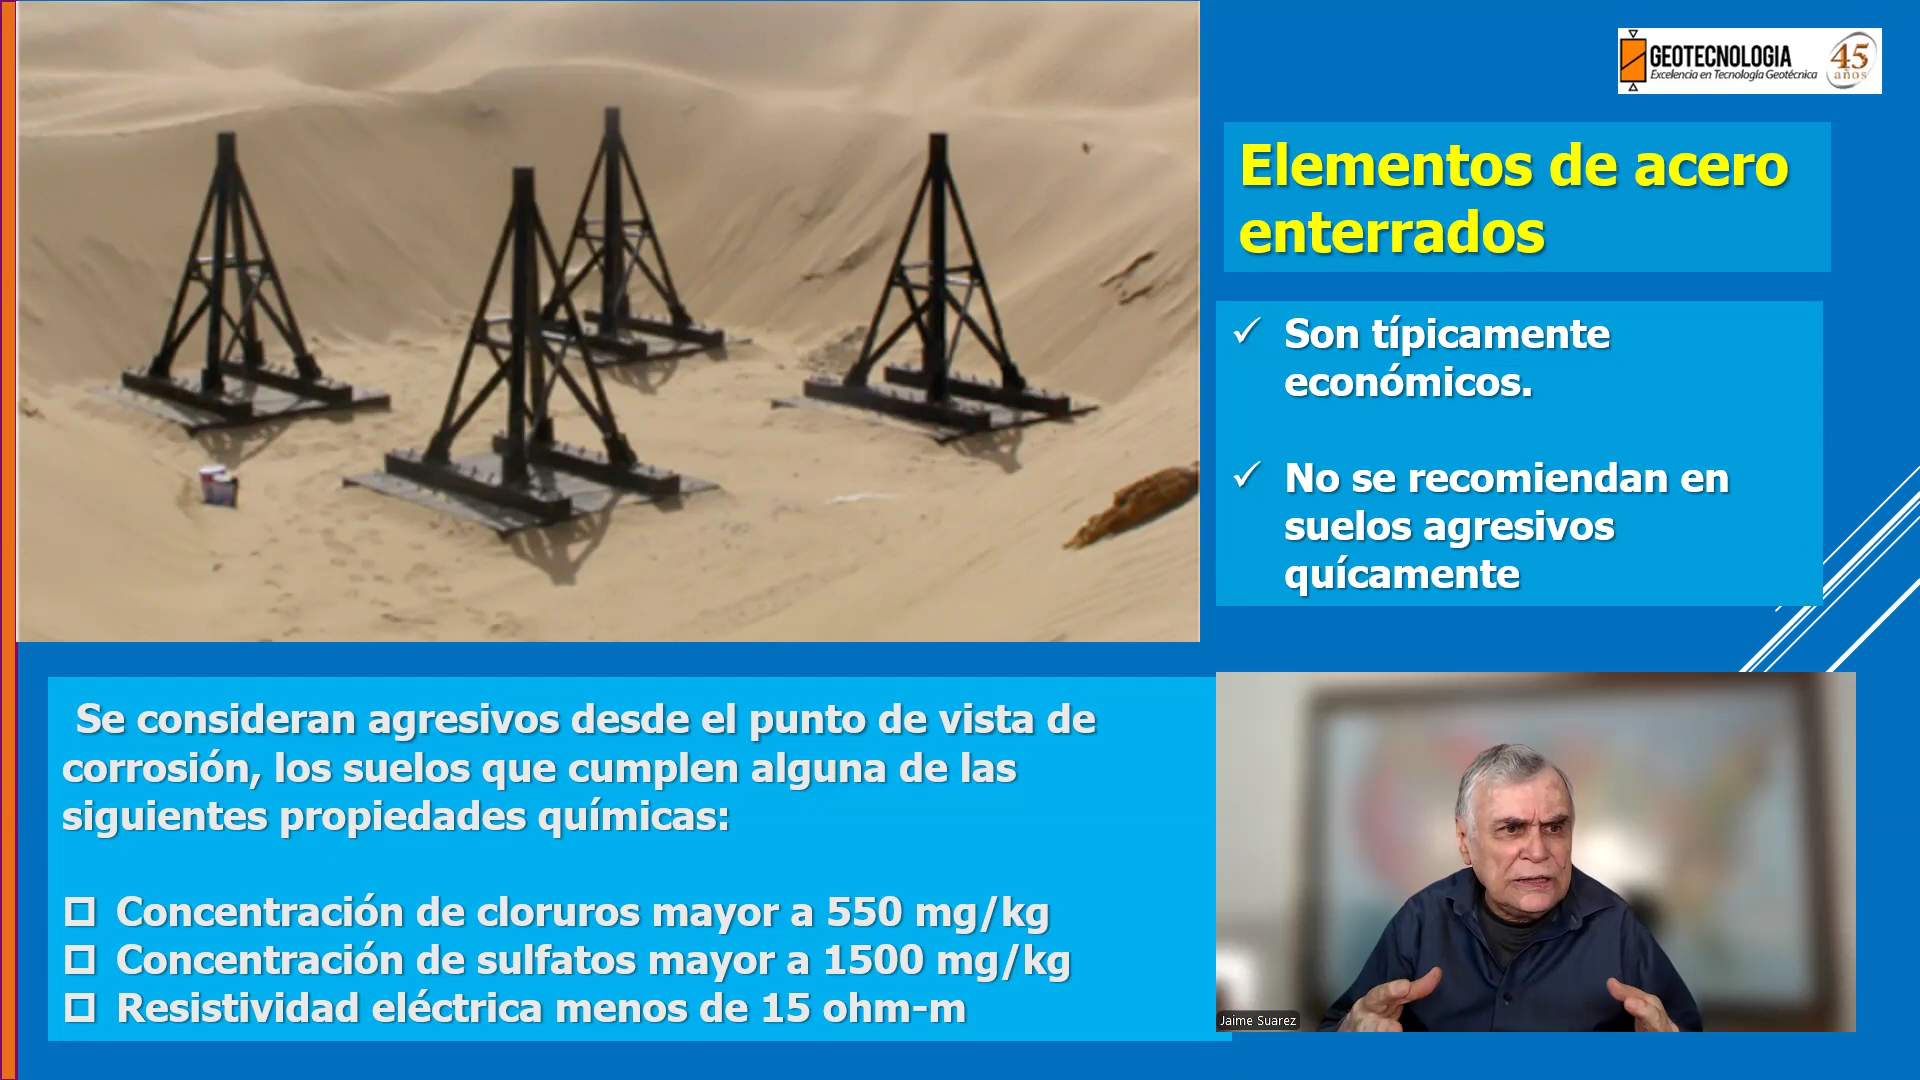 GEOTECNOLOGIA
Excelencia en Tecnología Geotécnica
45
años
Elementos de acero
enterrados
✓ Son típicamente
económicos.
✓ No se recomiendan en
suelos agresivos
quícamente
Se consideran agresivos desde el punto de vista de
corrosión, los suelos que cumplen alguna de las
siguientes propiedades químicas:
□ Concentración de cloruros mayor a 550 mg/kg
□ Concentración de sulfatos mayor a 1500 mg/kg
□ Resistividad eléctrica menos de 15 ohm-m
Jaime Suarez